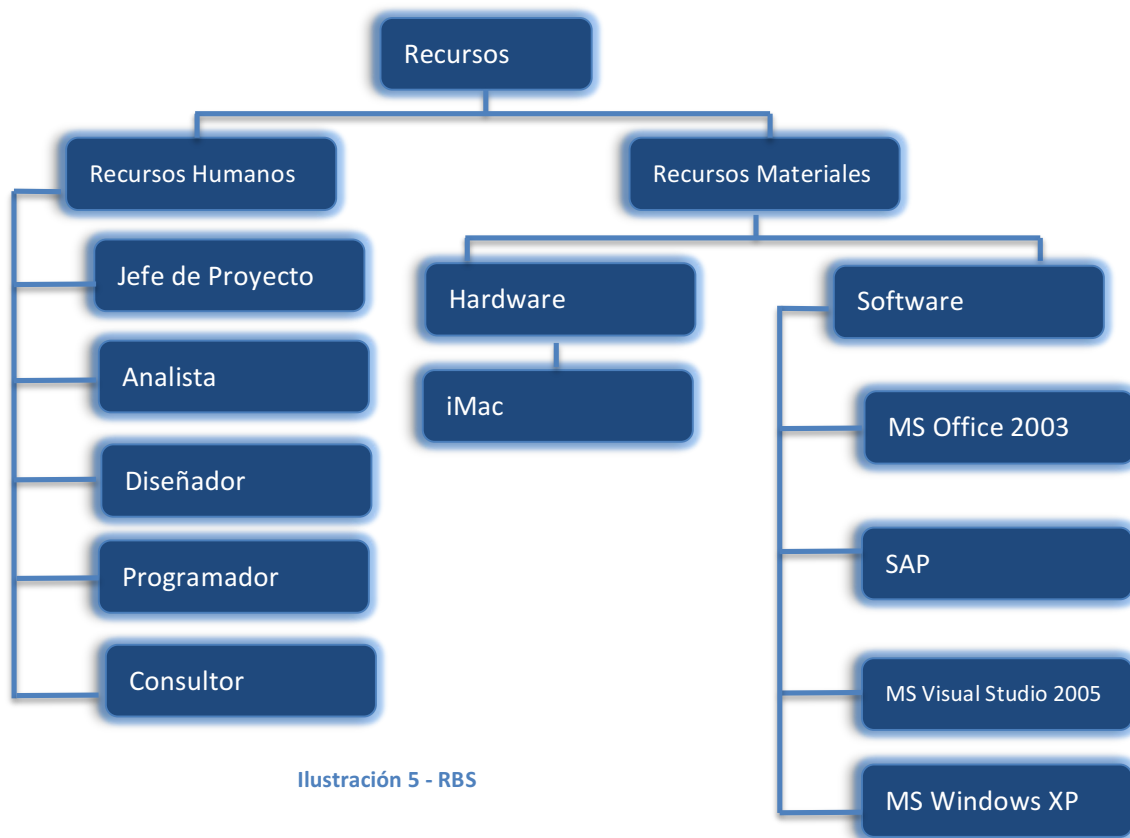 Recursos
Recursos Humanos
Recursos Materiales
Jefe de Proyecto
Analista
Diseñador
Programador
Consultor
Hardware
iMac
Software
MS Office 2003
SAP
MS Visual Studio 2005
MS Windows XP
Ilustración 5 - RBS